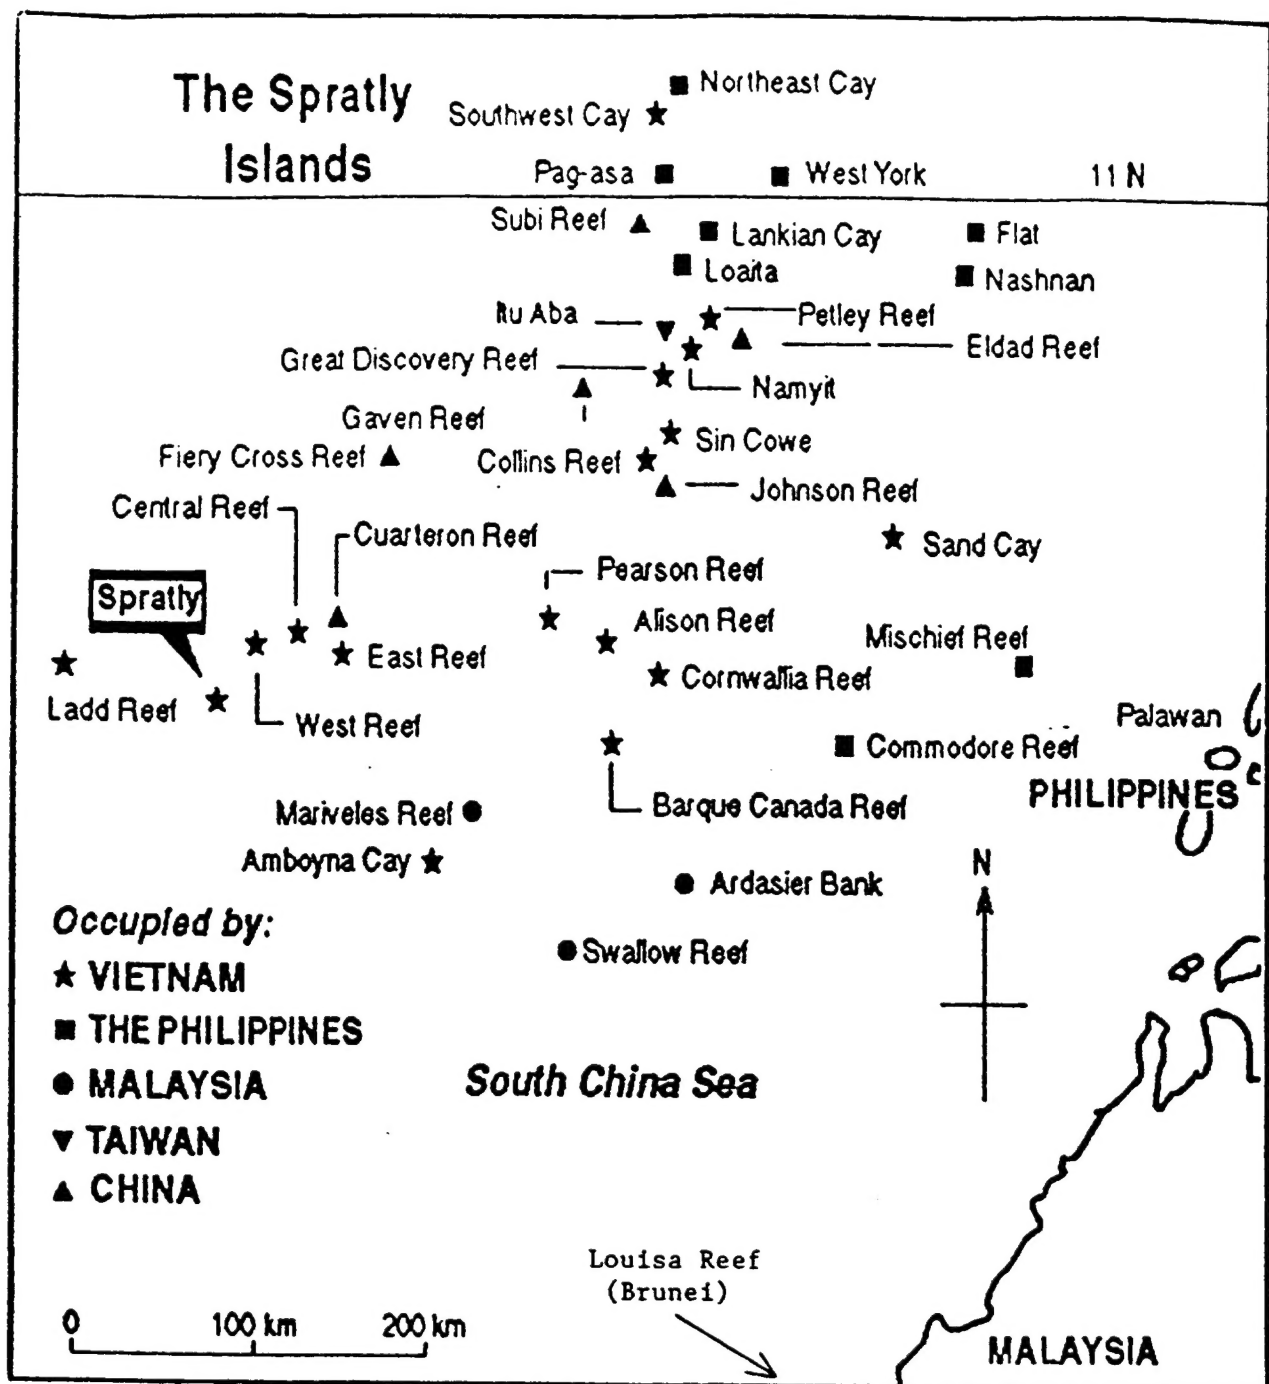 The Spratly
Islands
Northeast Cay
Southwest Cay
Pag-asa
West York
11 N
Subi Reef
Lankian Cay
Flat
Loaita
Nashnan
Itu Aba
Petley Reef
Great Discovery Reef
Eldad Reef
Namyit
Gaven Reef
Sin Cowe
Fiery Cross Reef
Collins Reef
Johnson Reef
Central Reef
Cuarteron Reef
Sand Cay
Pearson Reef
Spratly
Alison Reef
Mischief Reef
East Reef
Cornwallia Reef
Ladd Reef
West Reef
Palawan
Commodore Reef
PHILIPPINES
Mariveles Reef
Barque Canada Reef
Amboyna Cay
N
Ardasier Bank
Occupied by:
Swallow Reef
VIETNAM
THE PHILIPPINES
MALAYSIA
South China Sea
TAIWAN
CHINA
Louisa Reef
(Brunei)
0 100 km 200 km
MALAYSIA